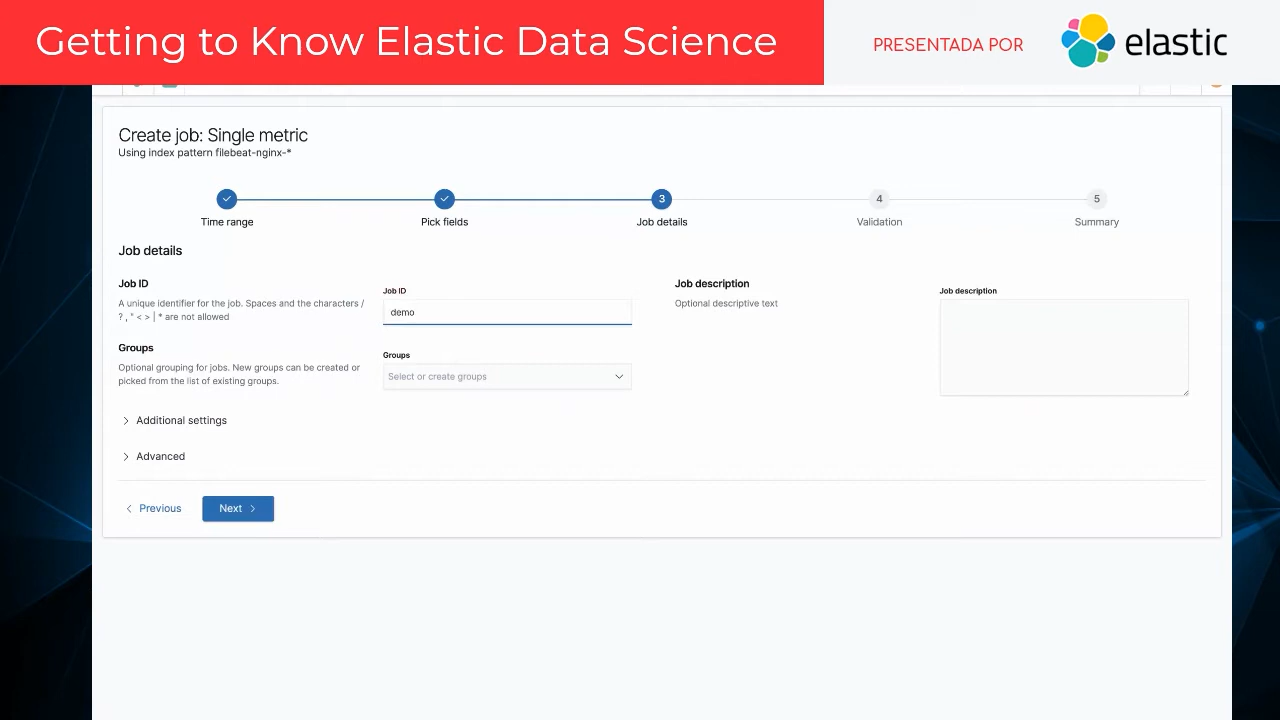 Getting to Know Elastic Data Science
PRESENTADA POR
elastic
Create job: Single metric
Using index pattern filebeat-nginx-*
3
4
5
Time range
Pick fields
Job details
Validation
Summary
Job details
Job ID
A unique identifier for the job. Spaces and the characters /
? , " < > | * are not allowed
Job ID
demo
Job description
Optional descriptive text
Job description
Groups
Optional grouping for jobs. New groups can be created or
picked from the list of existing groups.
Groups
Select or create groups
Additional settings
Advanced
Previous
Next